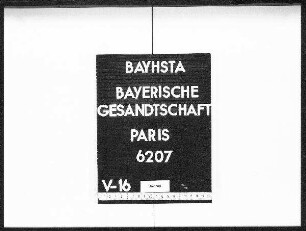 BAYHSTA
BAYERISCHE
GESANDTSCHAFT
PARIS
6207
V-16